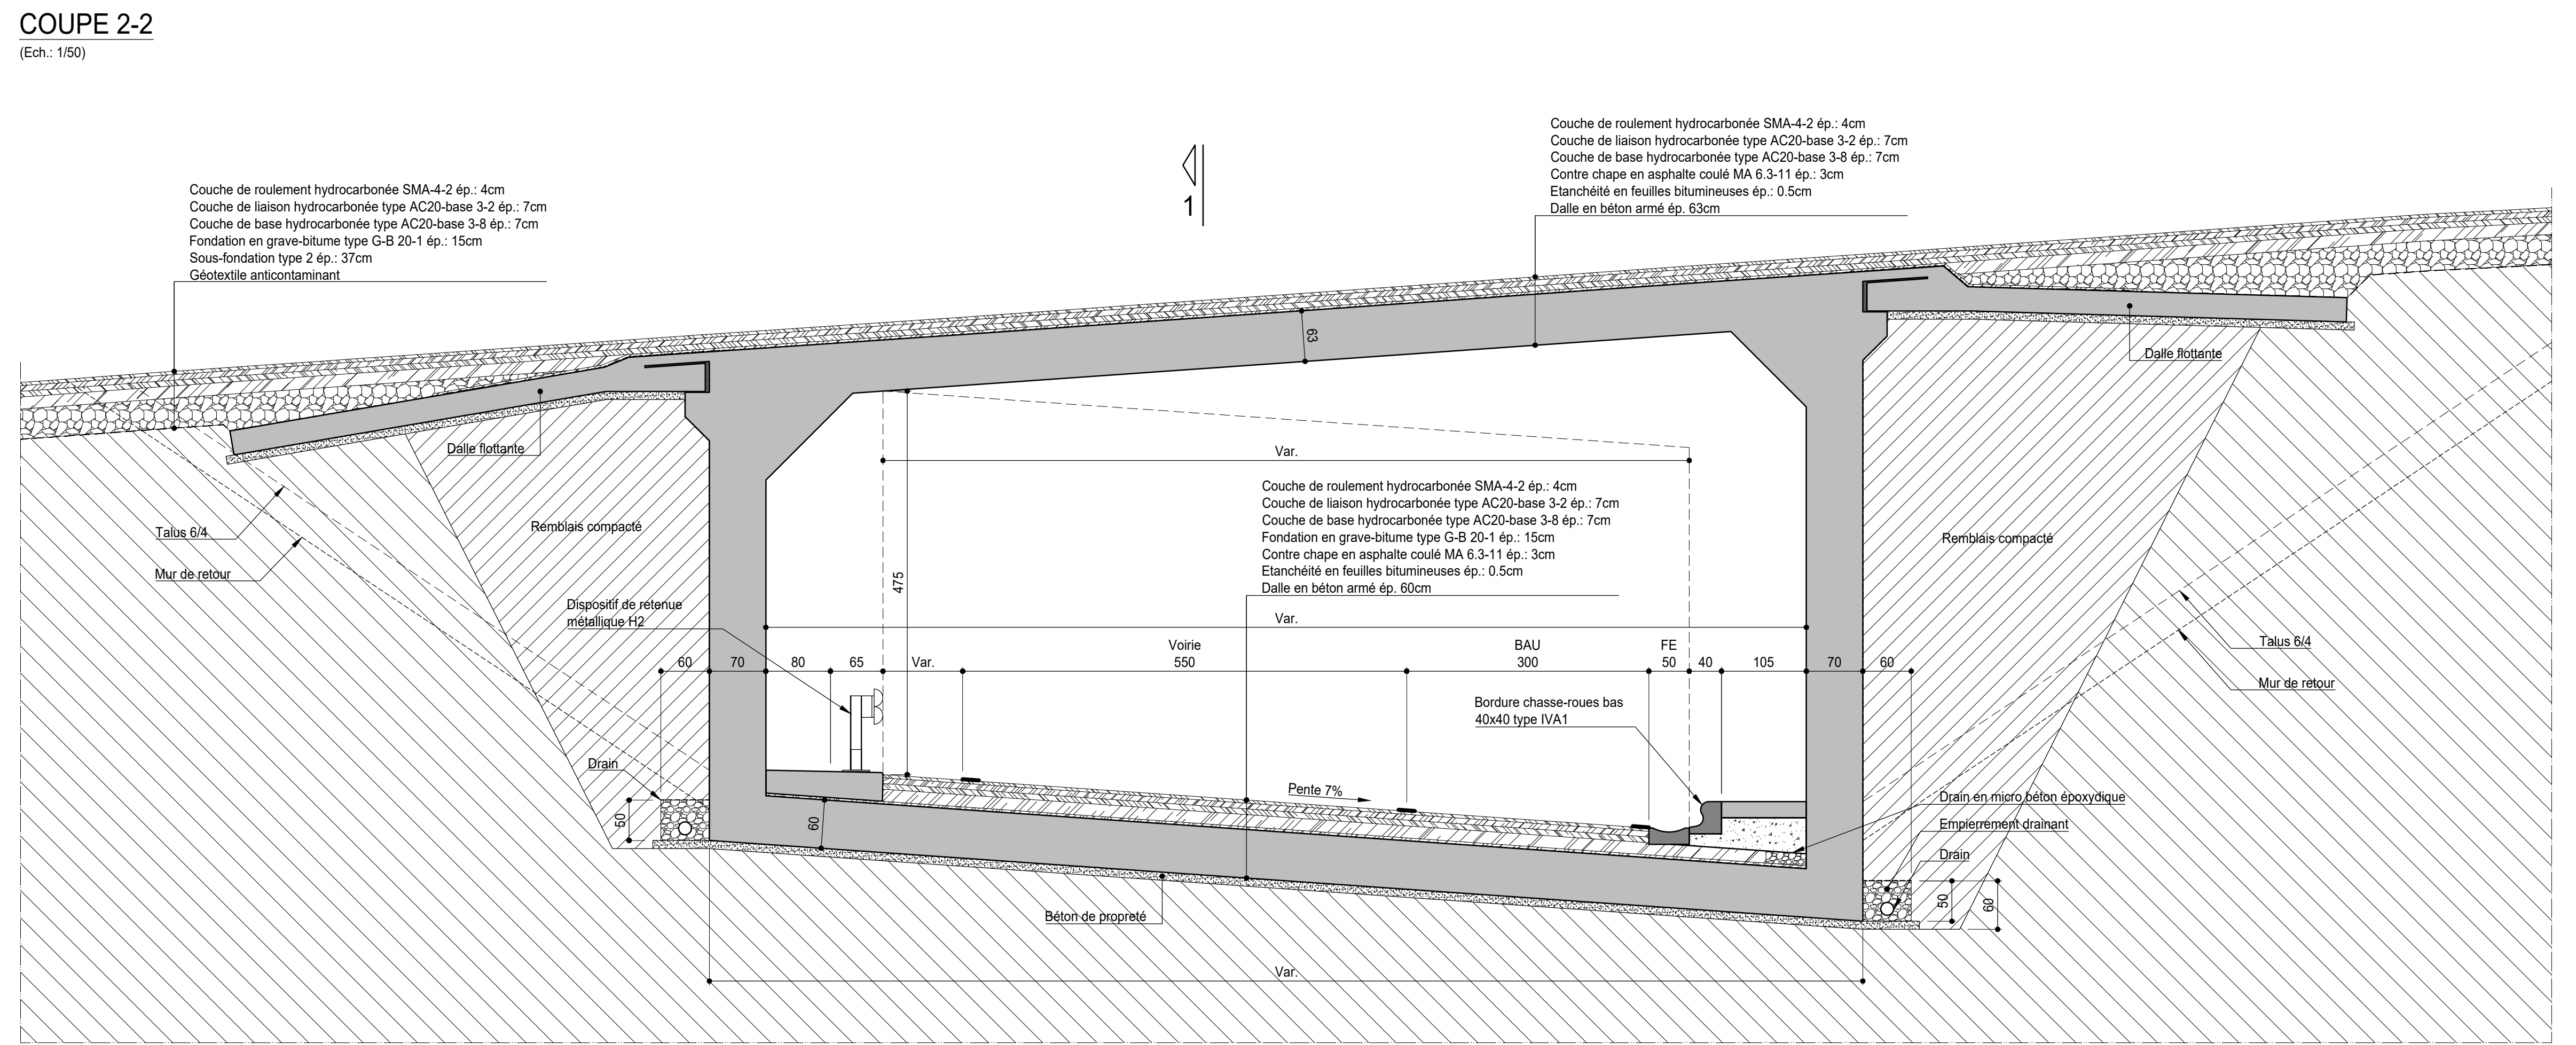 COUPE 2-2
(Ech.: 1/50)
Couche de roulement hydrocarbonée SMA-4-2 ép.: 4cm
Couche de liaison hydrocarbonée type AC20-base 3-2 ép.: 7cm
Couche de base hydrocarbonée type AC20-base 3-8 ép.: 7cm
Contre chape en asphalte coulé MA 6.3-11 ép.: 3cm
Etanchéité en feuilles bitumineuses ép.: 0.5cm
Dalle en béton armé ép. 63cm
1
Couche de roulement hydrocarbonée SMA-4-2 ép.: 4cm
Couche de liaison hydrocarbonée type AC20-base 3-2 ép.: 7cm
Couche de base hydrocarbonée type AC20-base 3-8 ép.: 7cm
Fondation en grave-bitume type G-B 20-1 ép.: 15cm
Sous-fondation type 2 ép.: 37cm
Géotextile anticontaminant
63
Dalle flottante
Dalle flottante
Var.
Couche de roulement hydrocarbonée SMA-4-2 ép.: 4cm
Couche de liaison hydrocarbonée type AC20-base 3-2 ép.: 7cm
Couche de base hydrocarbonée type AC20-base 3-8 ép.: 7cm
Fondation en grave-bitume type G-B 20-1 ép.: 15cm
Contre chape en asphalte coulé MA 6.3-11 ép.: 3cm
Etanchéité en feuilles bitumineuses ép.: 0.5cm
Dalle en béton armé ép. 60cm
Talus 6/4
Mur de retour
Remblais compacté
Remblais compacté
475
Dispositif de retenue
métallique H2
Var.
Voirie
BAU
FE
60 70 80 65 Var. 550 300 50 40 105 70 60
Talus 6/4
Mur de retour
Bordure chasse-roues bas
40x40 type IVA1
Drain
Pente 7%
50
60
Drain en micro béton époxydique
Empierrement drainant
Drain
50
60
Béton de propreté
Var.